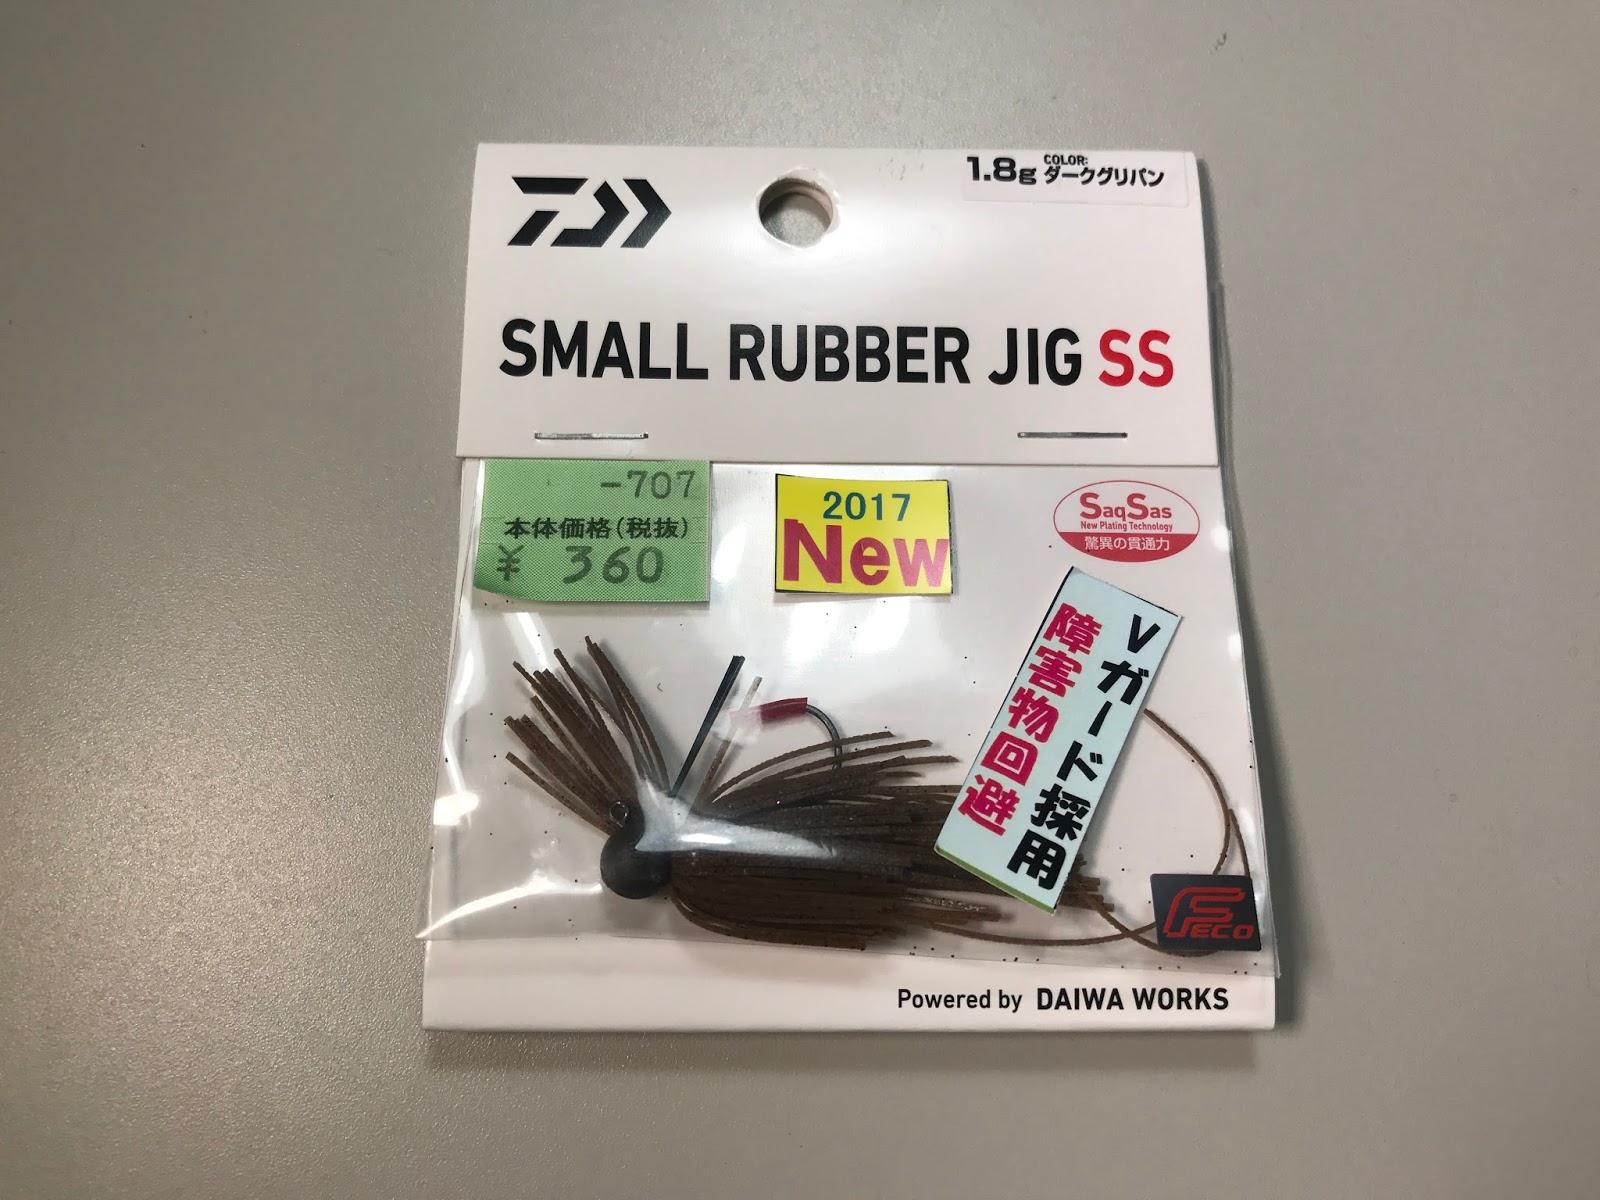 1.8g COLOR: ダークグリパン
SMALL RUBBER JIG SS
-707
本体価格(税抜)
¥ 360
2017
New
SaqSas
New Plating Technology
驚異の貫通力
Vガード採用
障害物回避
FECO
Powered by DAIWA WORKS